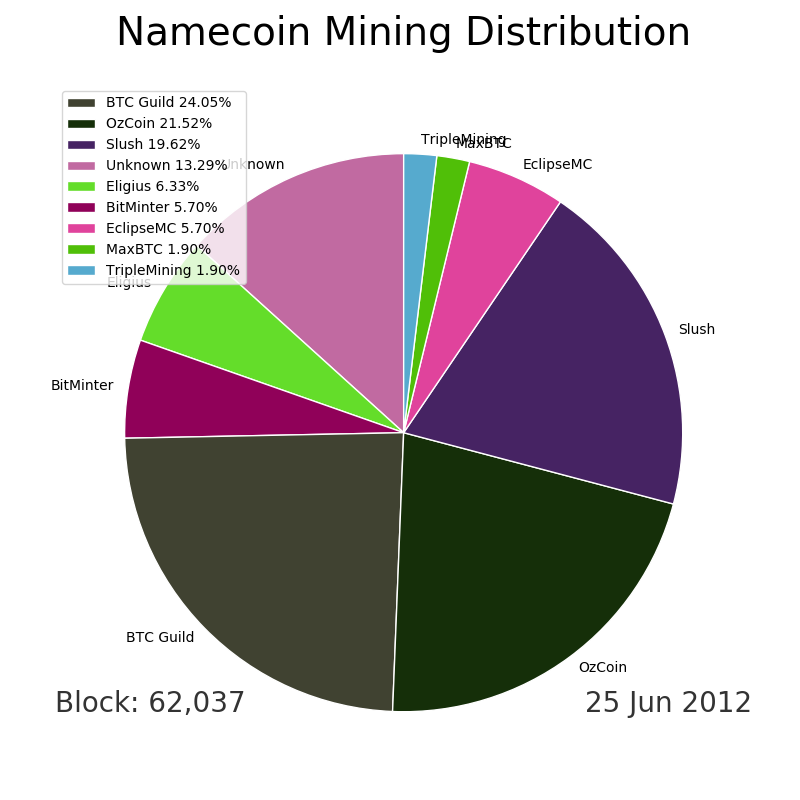 Namecoin Mining Distribution
BTC Guild 24.05%
OzCoin 21.52%
Slush 19.62%
Unknown 13.29%
Eligius 6.33%
BitMinter 5.70%
EclipseMC 5.70%
MaxBTC 1.90%
TripleMining 1.90%
TripleMining
MaxBTC
EclipseMC
Unknown
Eligius
Slush
BitMinter
BTC Guild
OzCoin
Block: 62,037
25 Jun 2012